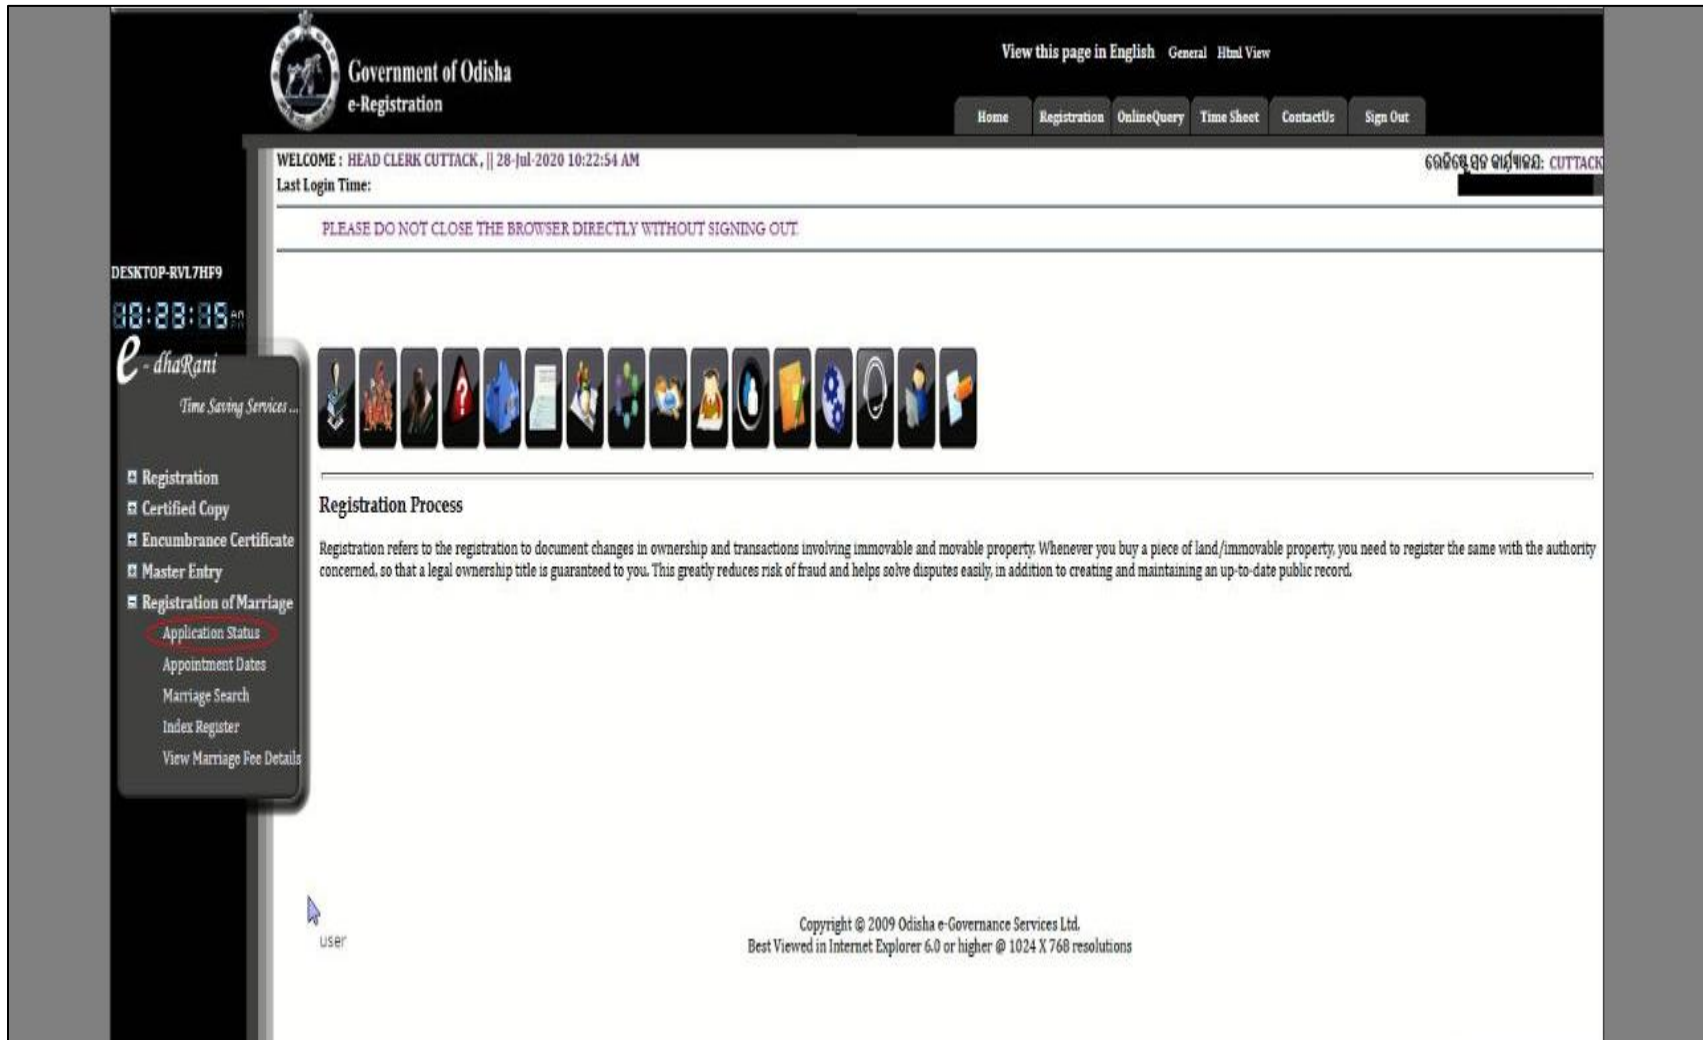 Government of Odisha
e-Registration
View this page in English General Html View
Home Registration OnlineQuery Time Sheet ContactUs Sign Out
WELCOME : HEAD CLERK CUTTACK , || 28-Jul-2020 10:22:54 AM
CUTTACK
Last Login Time:
PLEASE DO NOT CLOSE THE BROWSER DIRECTLY WITHOUT SIGNING OUT.
DESKTOP-RVL7HF9
10:23:15 AM
e - dhaRani
Time Saving Services ...
Registration
Certified Copy
Encumbrance Certificate
Master Entry
Registration of Marriage
Application Status
Appointment Dates
Marriage Search
Index Register
View Marriage Fee Details
Registration Process
Registration refers to the registration to document changes in ownership and transactions involving immovable and movable property. Whenever you buy a piece of land/immovable property, you need to register the same with the authority
concerned, so that a legal ownership title is guaranteed to you. This greatly reduces risk of fraud and helps solve disputes easily, in addition to creating and maintaining an up-to-date public record.
user
Copyright © 2009 Odisha e-Governance Services Ltd.
Best Viewed in Internet Explorer 6.0 or higher @ 1024 X 768 resolutions